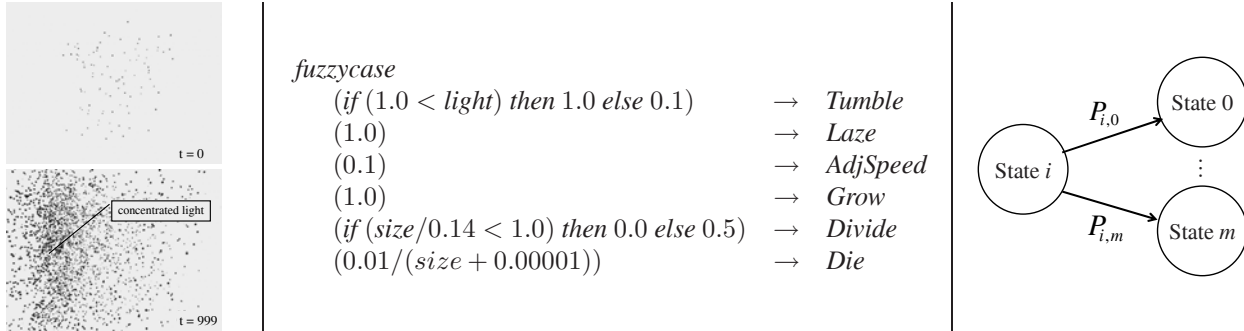 t = 0
concentrated light
t = 999
fuzzycase
(if (1.0 < light) then 1.0 else 0.1) → Tumble
(1.0) → Laze
(0.1) → AdjSpeed
(1.0) → Grow
(if (size/0.14 < 1.0) then 0.0 else 0.5) → Divide
(0.01/(size + 0.00001)) → Die
State 0
P_{i,0}
State i
⋮
P_{i,m}
State m